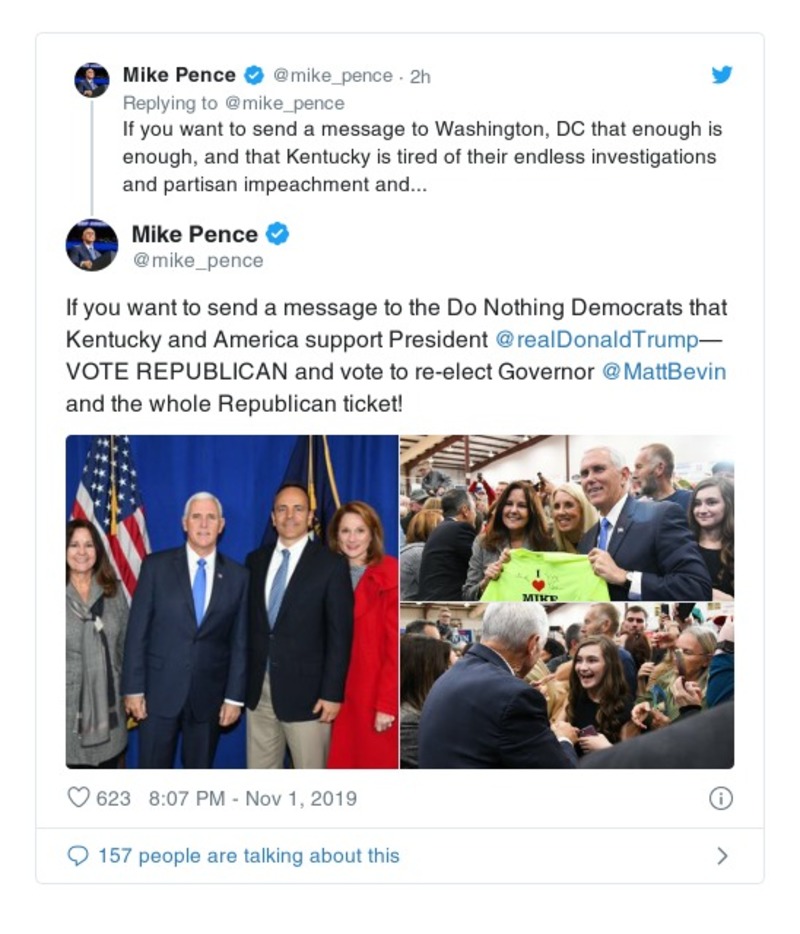 Mike Pence @mike_pence · 2h
Replying to @mike_pence
If you want to send a message to Washington, DC that enough is
enough, and that Kentucky is tired of their endless investigations
and partisan impeachment and...
Mike Pence
@mike_pence
If you want to send a message to the Do Nothing Democrats that
Kentucky and America support President @realDonaldTrump—
VOTE REPUBLICAN and vote to re-elect Governor @MattBevin
and the whole Republican ticket!
I
MIKE
623 8:07 PM - Nov 1, 2019
157 people are talking about this